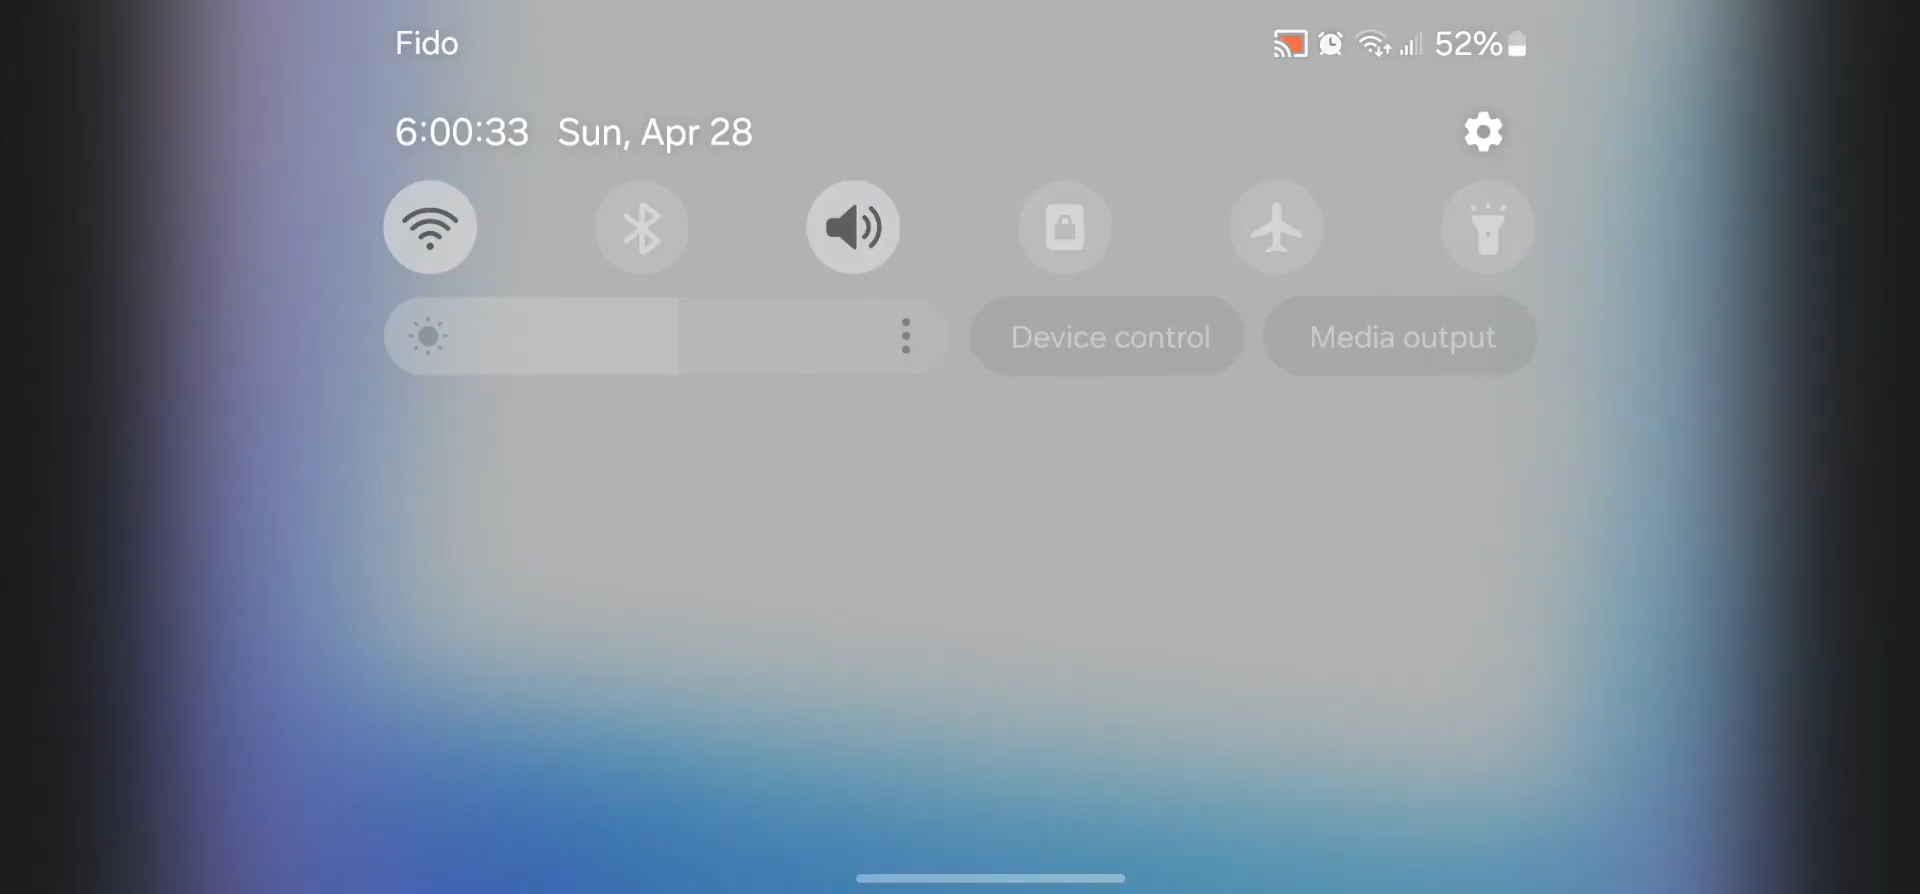 Fido 52%
6:00:33 Sun, Apr 28
Device control Media output